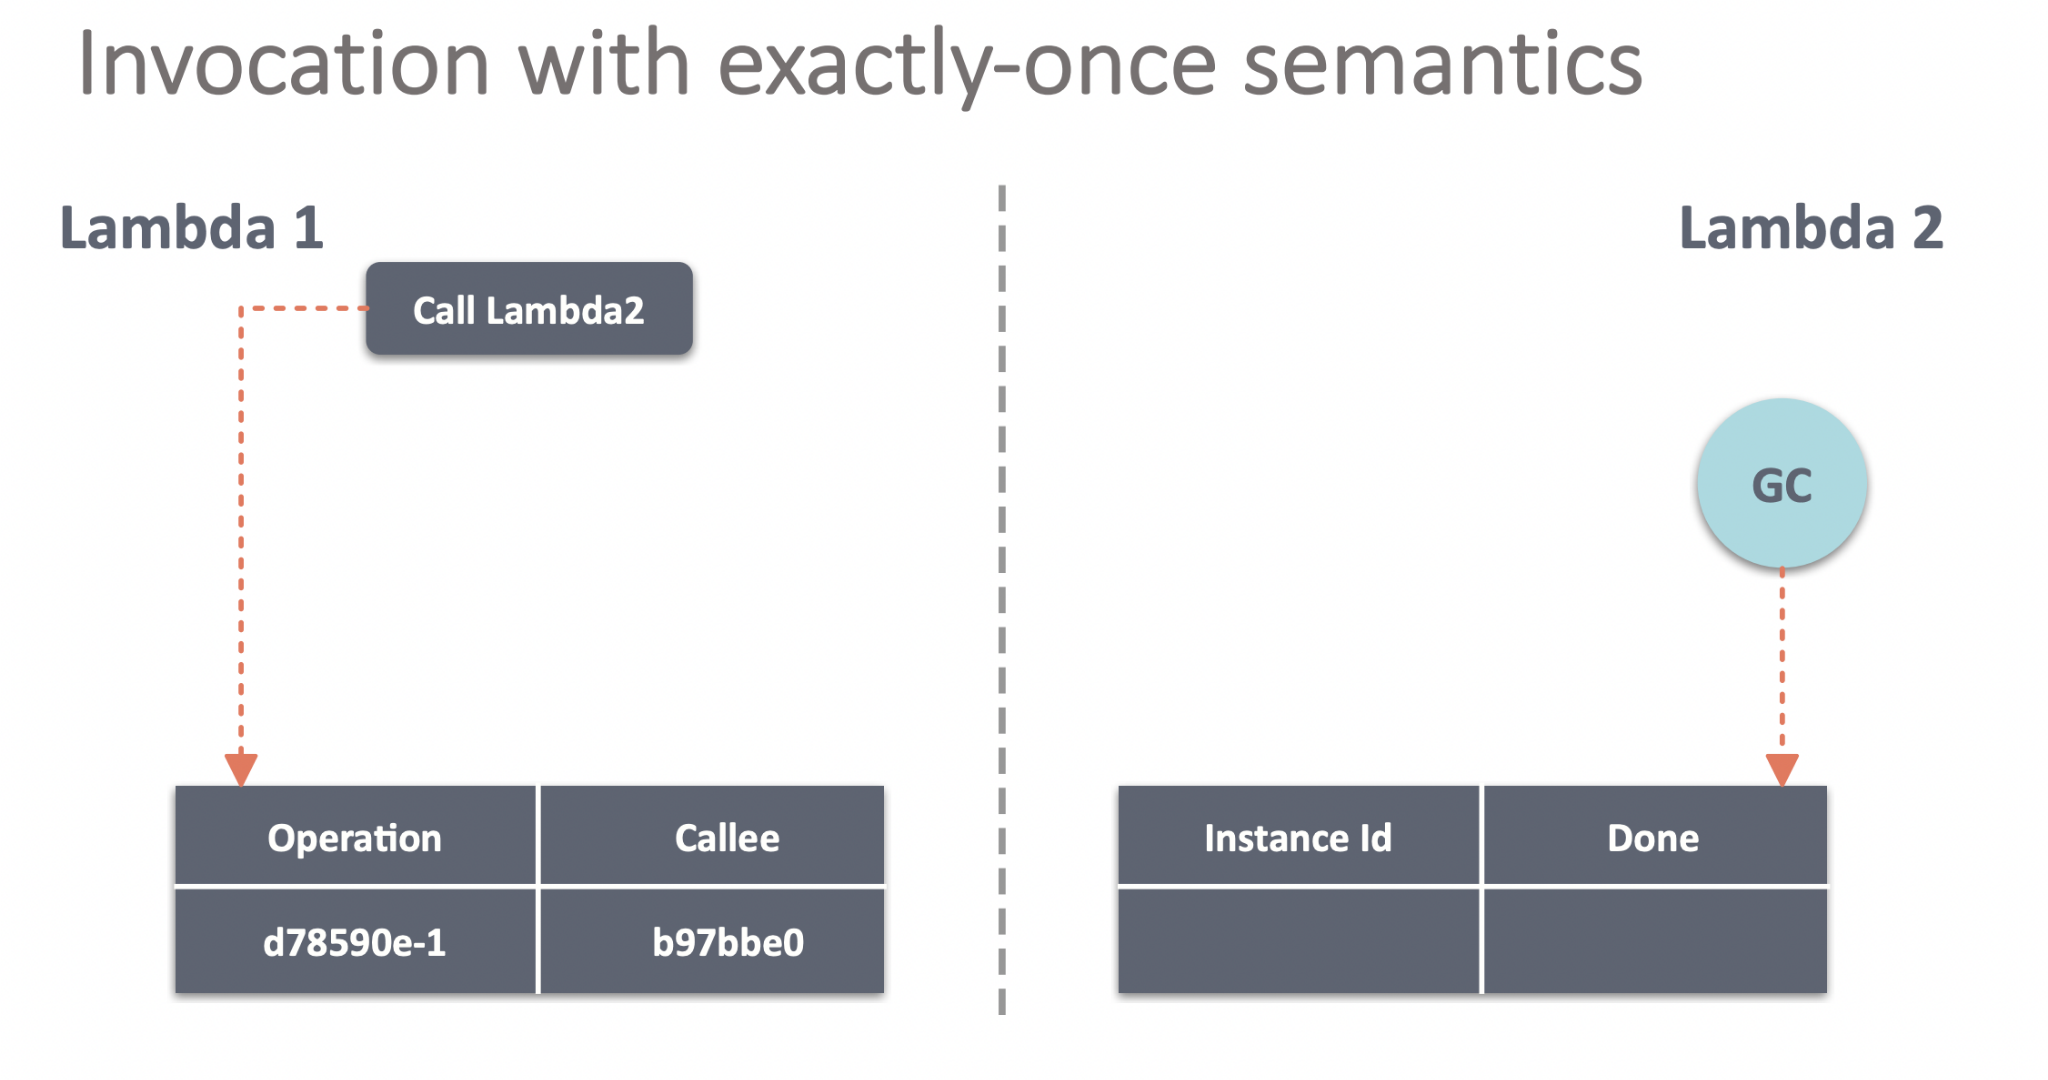 Invocation with exactly-once semantics
Lambda 1
Lambda 2
Call Lambda2
GC
Operation Callee
d78590e-1 b97bbe0
Instance Id Done